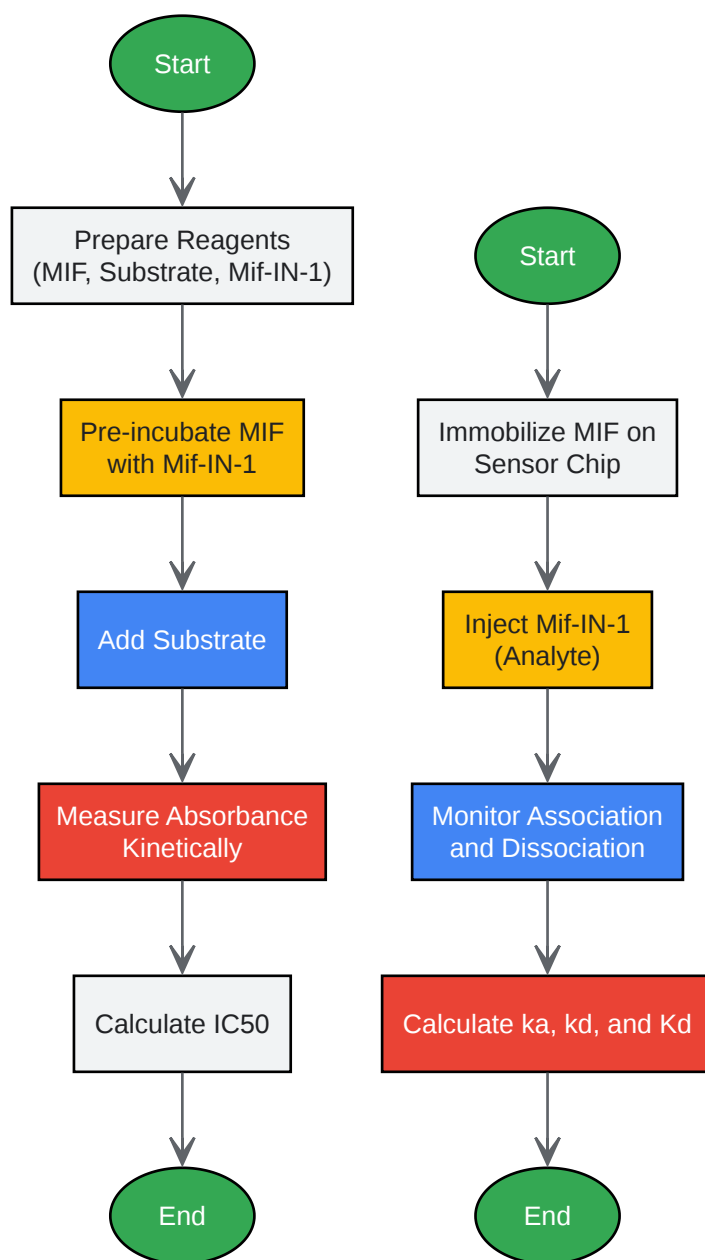 Start
Prepare Reagents
(MIF, Substrate, Mif-IN-1)
Pre-incubate MIF
with Mif-IN-1
Add Substrate
Measure Absorbance
Kinetically
Calculate IC50
End
Start
Immobilize MIF on
Sensor Chip
Inject Mif-IN-1
(Analyte)
Monitor Association
and Dissociation
Calculate ka, kd, and Kd
End